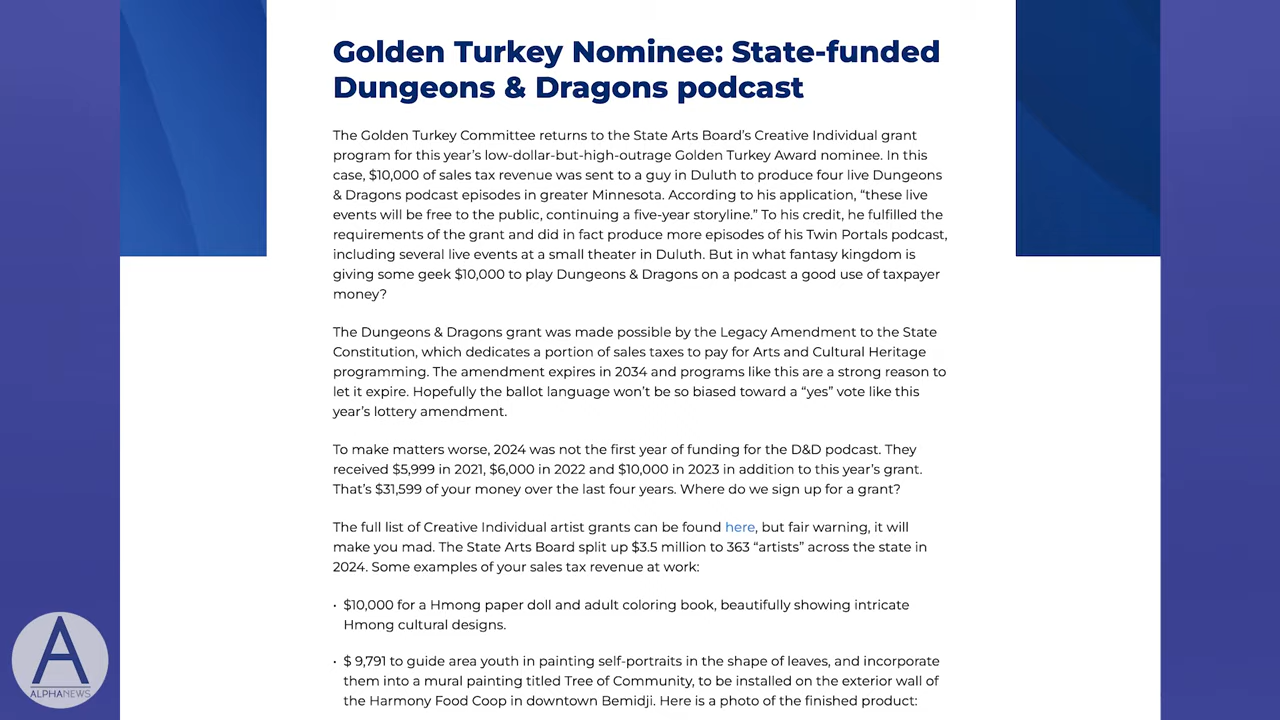 Golden Turkey Nominee: State-funded
Dungeons & Dragons podcast
The Golden Turkey Committee returns to the State Arts Board's Creative Individual grant
program for this year's low-dollar-but-high-outrage Golden Turkey Award nominee. In this
case, $10,000 of sales tax revenue was sent to a guy in Duluth to produce four live Dungeons
& Dragons podcast episodes in greater Minnesota. According to his application, “these live
events will be free to the public, continuing a five-year storyline.” To his credit, he fulfilled the
requirements of the grant and did in fact produce more episodes of his Twin Portals podcast,
including several live events at a small theater in Duluth. But in what fantasy kingdom is
giving some geek $10,000 to play Dungeons & Dragons on a podcast a good use of taxpayer
money?
The Dungeons & Dragons grant was made possible by the Legacy Amendment to the State
Constitution, which dedicates a portion of sales taxes to pay for Arts and Cultural Heritage
programming. The amendment expires in 2034 and programs like this are a strong reason to
let it expire. Hopefully the ballot language won't be so biased toward a “yes” vote like this
year's lottery amendment.
To make matters worse, 2024 was not the first year of funding for the D&D podcast. They
received $5,999 in 2021, $6,000 in 2022 and $10,000 in 2023 in addition to this year's grant.
That's $31,599 of your money over the last four years. Where do we sign up for a grant?
The full list of Creative Individual artist grants can be found here, but fair warning, it will
make you mad. The State Arts Board split up $3.5 million to 363 “artists” across the state in
2024. Some examples of your sales tax revenue at work:
· $10,000 for a Hmong paper doll and adult coloring book, beautifully showing intricate
Hmong cultural designs.
· $ 9,791 to guide area youth in painting self-portraits in the shape of leaves, and incorporate
them into a mural painting titled Tree of Community, to be installed on the exterior wall of
the Harmony Food Coop in downtown Bemidji. Here is a photo of the finished product:
A
ALPHANEWS